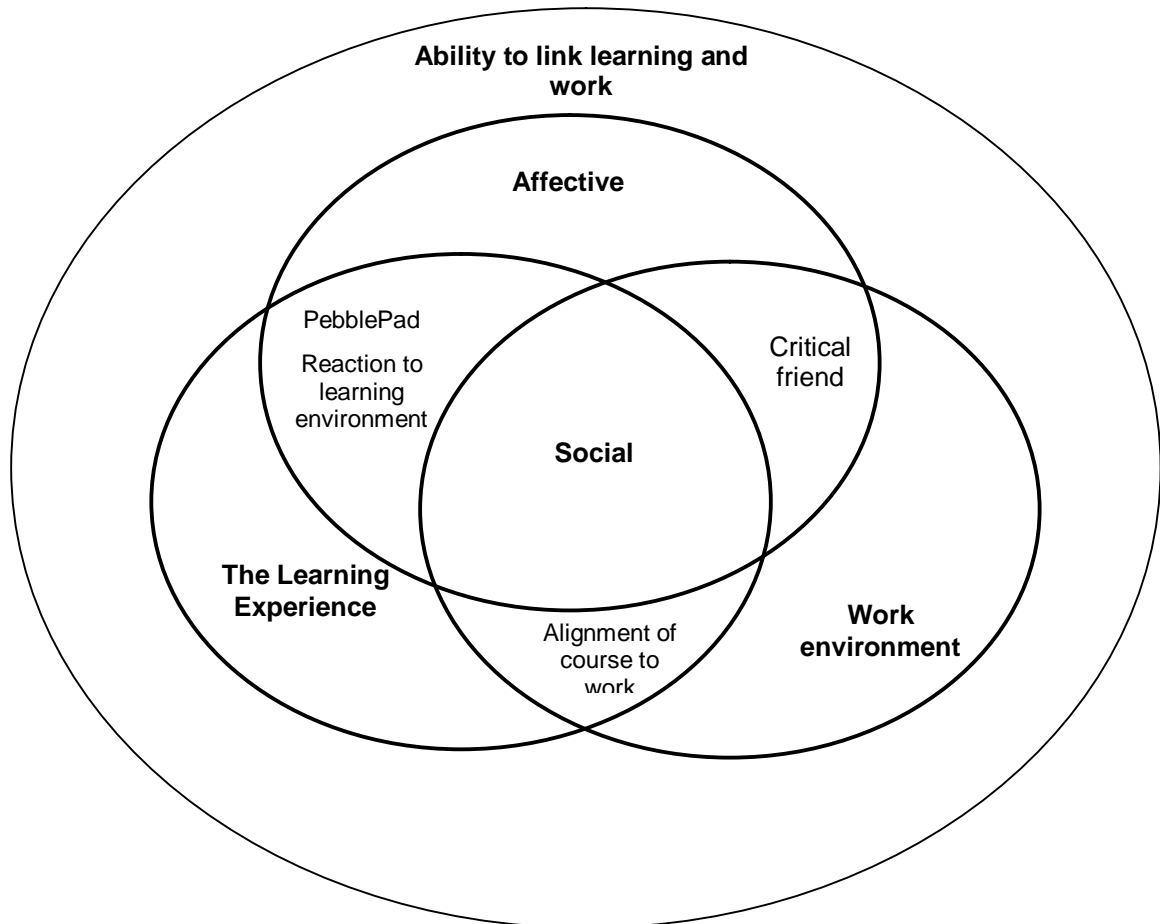 Ability to link learning and
work
Affective
PebblePad
Reaction to
learning
environment
Critical
friend
Social
The Learning
Experience
Work
environment
Alignment of
course to
work